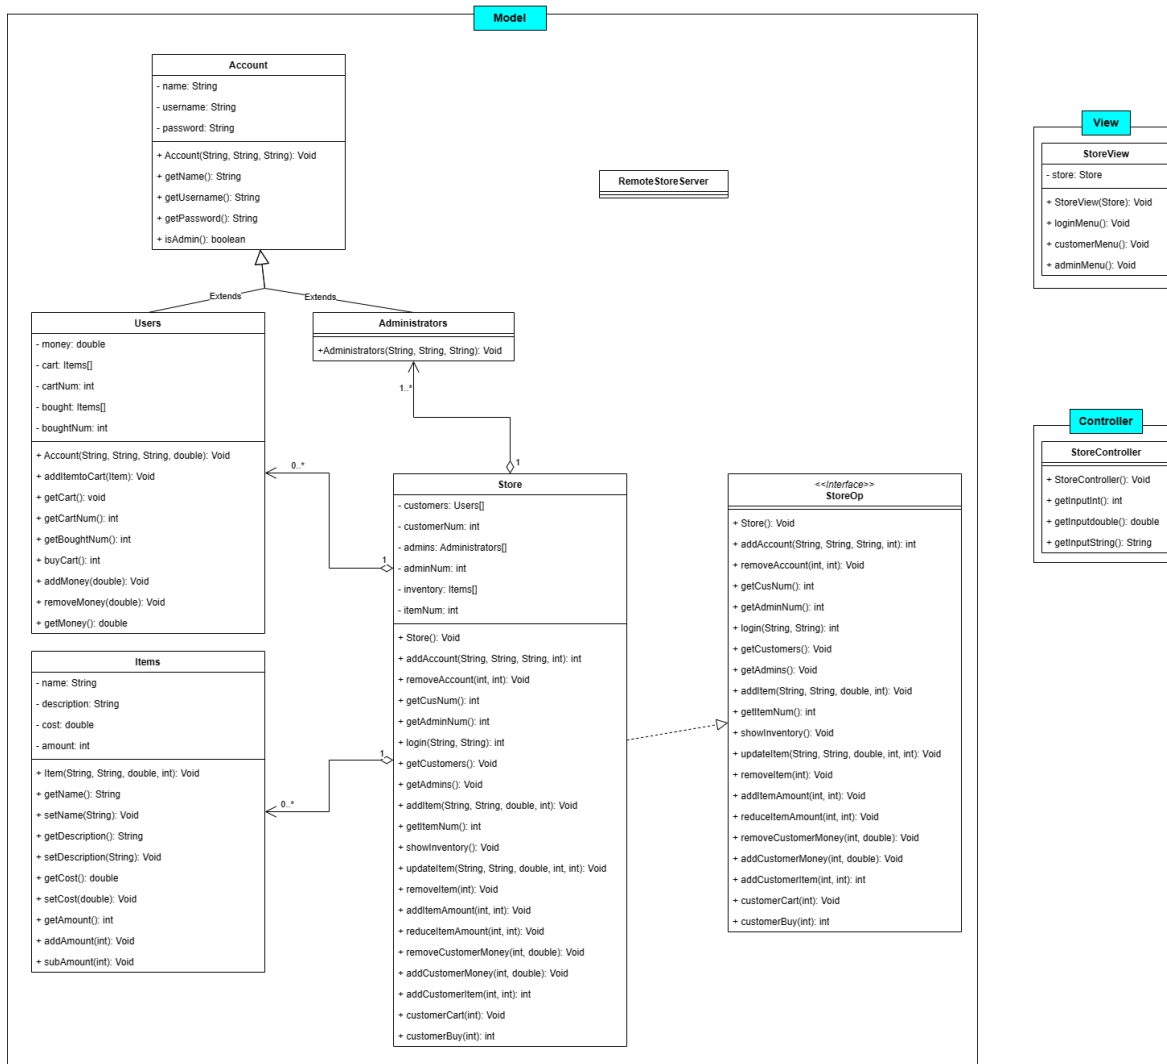 Model
Account
- name: String
- username: String
- password: String
+ Account(String, String, String): Void
+ getName(): String
+ getUsername(): String
+ getPassword(): String
+ isAdmin(): boolean
RemoteStoreServer
Extends
Extends
Users
- money: double
- cart: Items[]
- cartNum: int
- bought: Items[]
- boughtNum: int
+ Account(String, String, String, double): Void
+ addItemtoCart(Item): Void
+ getCart(): void
+ getCartNum(): int
+ getBoughtNum(): int
+ buyCart(): int
+ addMoney(double): Void
+ removeMoney(double): Void
+ getMoney(): double
Administrators
+Administrators(String, String, String): Void
1..*
1
0..*
1
Items
- name: String
- description: String
- cost: double
- amount: int
+ Item(String, String, double, int): Void
+ getName(): String
+ setName(String): Void
+ getDescription(): String
+ setDescription(String): Void
+ getCost(): double
+ setCost(double): Void
+ getAmount(): int
+ addAmount(int): Void
+ subAmount(int): Void
1
0..*
Store
- customers: Users[]
- customerNum: int
- admins: Administrators[]
- adminNum: int
- inventory: Items[]
- itemNum: int
+ Store(): Void
+ addAccount(String, String, String, int): int
+ removeAccount(int, int): Void
+ getCusNum(): int
+ getAdminNum(): int
+ login(String, String): int
+ getCustomers(): Void
+ getAdmins(): Void
+ addItem(String, String, double, int): Void
+ getItemNum(): int
+ showInventory(): Void
+ updateItem(String, String, double, int, int): Void
+ removeItem(int): Void
+ addItemAmount(int, int): Void
+ reduceItemAmount(int, int): Void
+ removeCustomerMoney(int, double): Void
+ addCustomerMoney(int, double): Void
+ addCustomerItem(int, int): int
+ customerCart(int): Void
+ customerBuy(int): int
<<Interface>>
StoreOp
+ Store(): Void
+ addAccount(String, String, String, int): int
+ removeAccount(int, int): Void
+ getCusNum(): int
+ getAdminNum(): int
+ login(String, String): int
+ getCustomers(): Void
+ getAdmins(): Void
+ addItem(String, String, double, int): Void
+ getItemNum(): int
+ showInventory(): Void
+ updateItem(String, String, double, int, int): Void
+ removeItem(int): Void
+ addItemAmount(int, int): Void
+ reduceItemAmount(int, int): Void
+ removeCustomerMoney(int, double): Void
+ addCustomerMoney(int, double): Void
+ addCustomerItem(int, int): int
+ customerCart(int): Void
+ customerBuy(int): int
View
StoreView
- store: Store
+ StoreView(Store): Void
+ loginMenu(): Void
+ customerMenu(): Void
+ adminMenu(): Void
Controller
StoreController
+ StoreController(): Void
+ getInputInt(): int
+ getInputdouble(): double
+ getInputString(): String